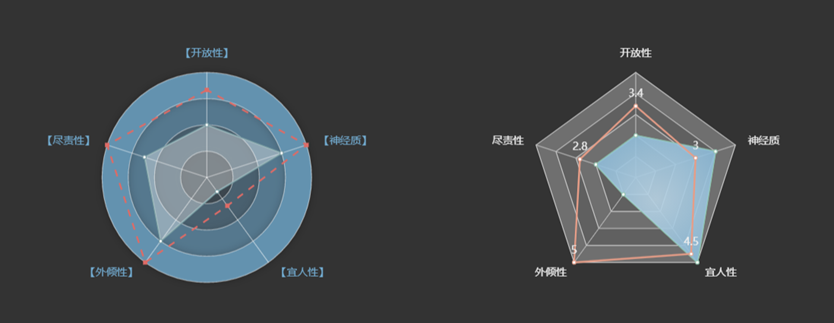 【开放性】
【尽责性】
【神经质】
【外倾性】
【宜人性】
开放性
3.4
尽责性
2.8
3
神经质
4.5
5
外倾性
宜人性